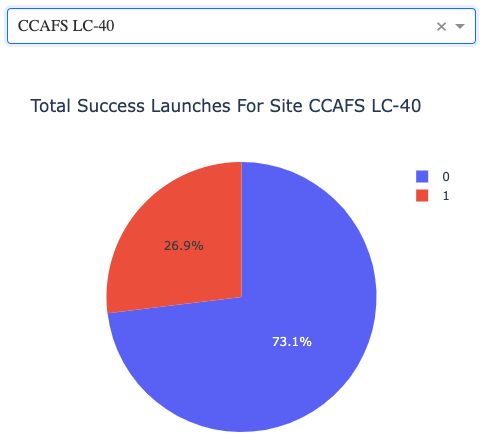 CCAFS LC-40
Total Success Launches For Site CCAFS LC-40
0
1
26.9%
73.1%